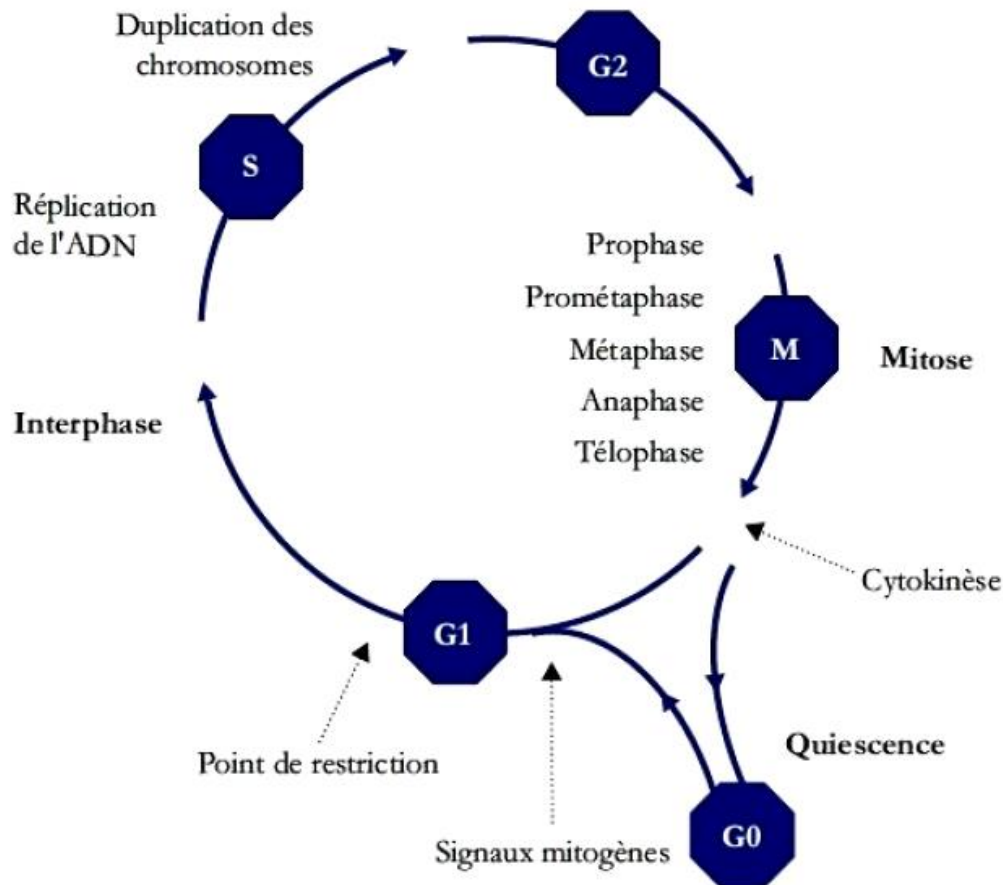 Duplication des
chromosomes
G2
S
Réplication
de l'ADN
Prophase
Prométaphase
Métaphase
Anaphase
Télophase
M
Mitose
Interphase
Cytokinèse
G1
Point de restriction
Quiescence
Signaux mitogènes
G0